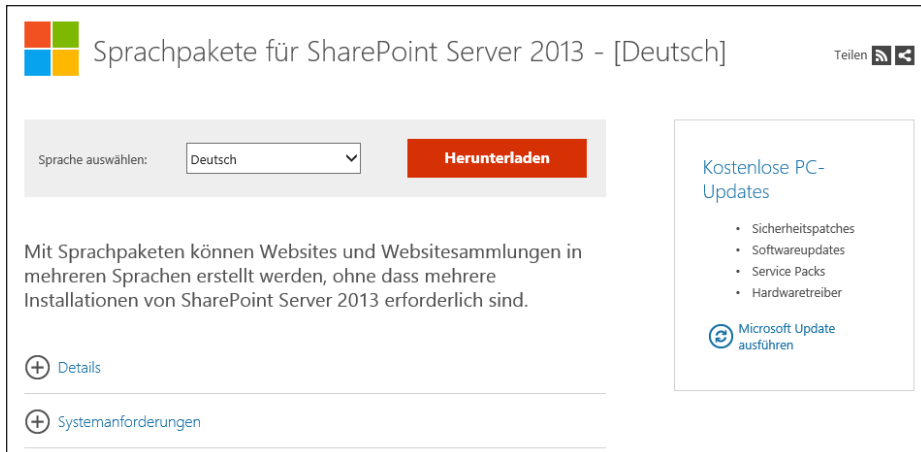 Sprachpakete für SharePoint Server 2013 - [Deutsch]
Teilen
Sprache auswählen:
Deutsch
Herunterladen
Mit Sprachpaketen können Websites und Websitesammlungen in
mehreren Sprachen erstellt werden, ohne dass mehrere
Installationen von SharePoint Server 2013 erforderlich sind.
Details
Systemanforderungen
Kostenlose PC-
Updates
• Sicherheitspatches
• Softwareupdates
• Service Packs
• Hardwaretreiber
Microsoft Update
ausführen